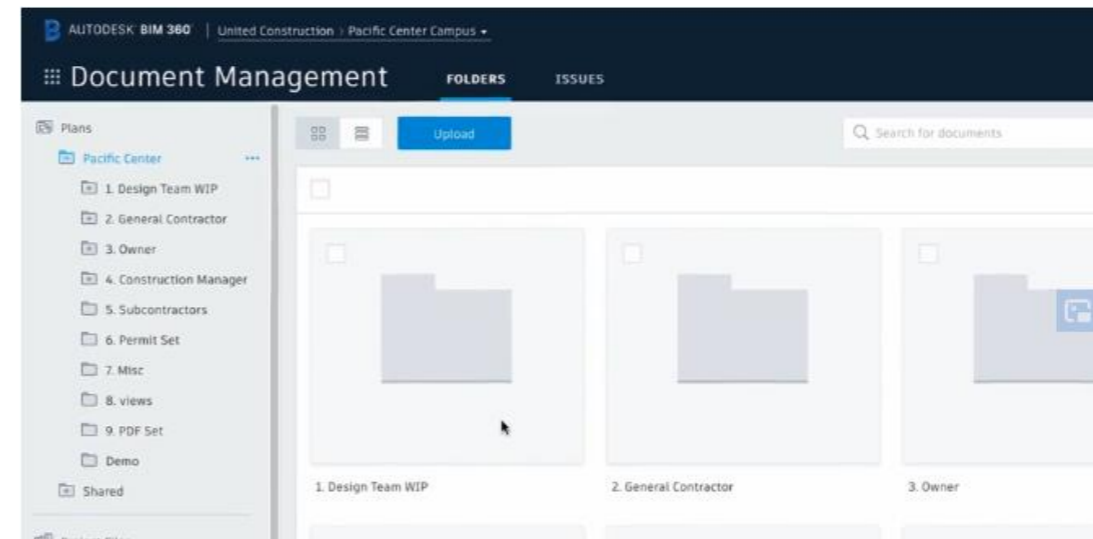 AUTODESK BIM 360 | United Construction > Pacific Center Campus
Document Management FOLDERS ISSUES
Plans
Upload
Search for documents
Pacific Center
1. Design Team WIP
2. General Contractor
3. Owner
4. Construction Manager
5. Subcontractors
6. Permit Set
7. Misc
8. views
9. PDF Set
Demo
Shared
1. Design Team WIP
2. General Contractor
3. Owner